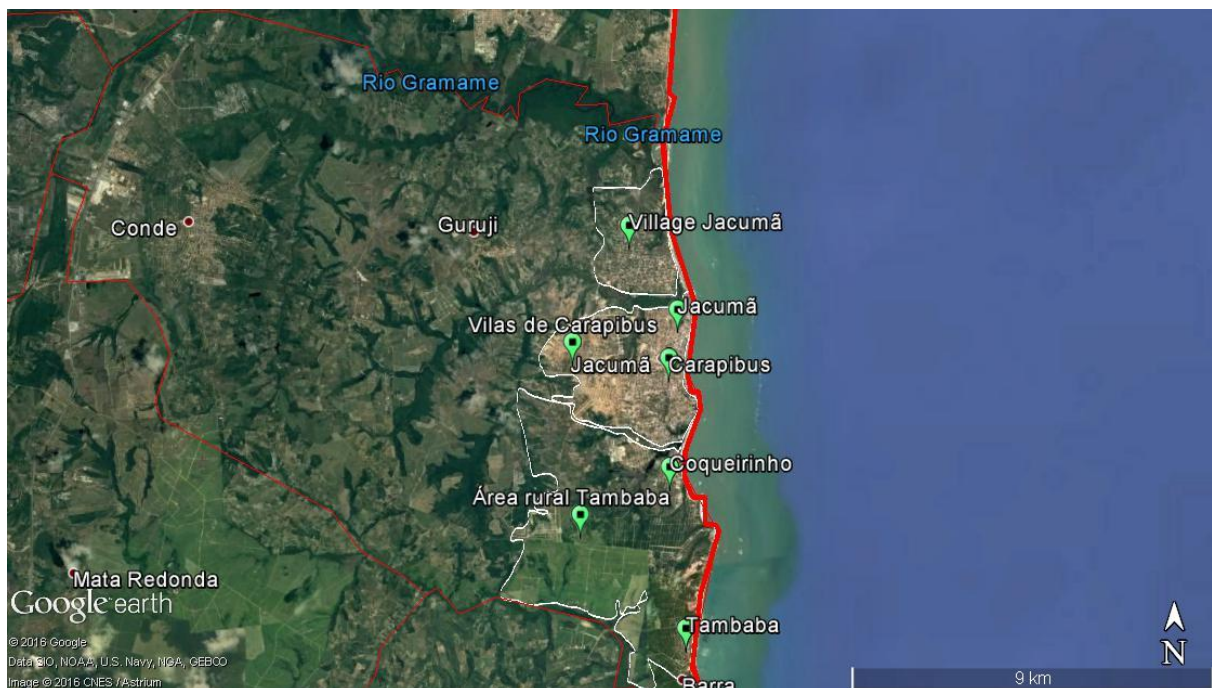 Rio Gramame
Rio Gramame
Conde
Guruji
Village Jacumã
Jacumã
Vilas de Carapibus
Jacumã
Carapibus
Coqueirinho
Área rural Tambaba
Mata Redonda
Google earth
© 2016 Google
Data SIO, NOAA, U.S. Navy, NGA, GEBCO
Image © 2016 CNES / Astrium
Tambaba
Barra
N
9 km